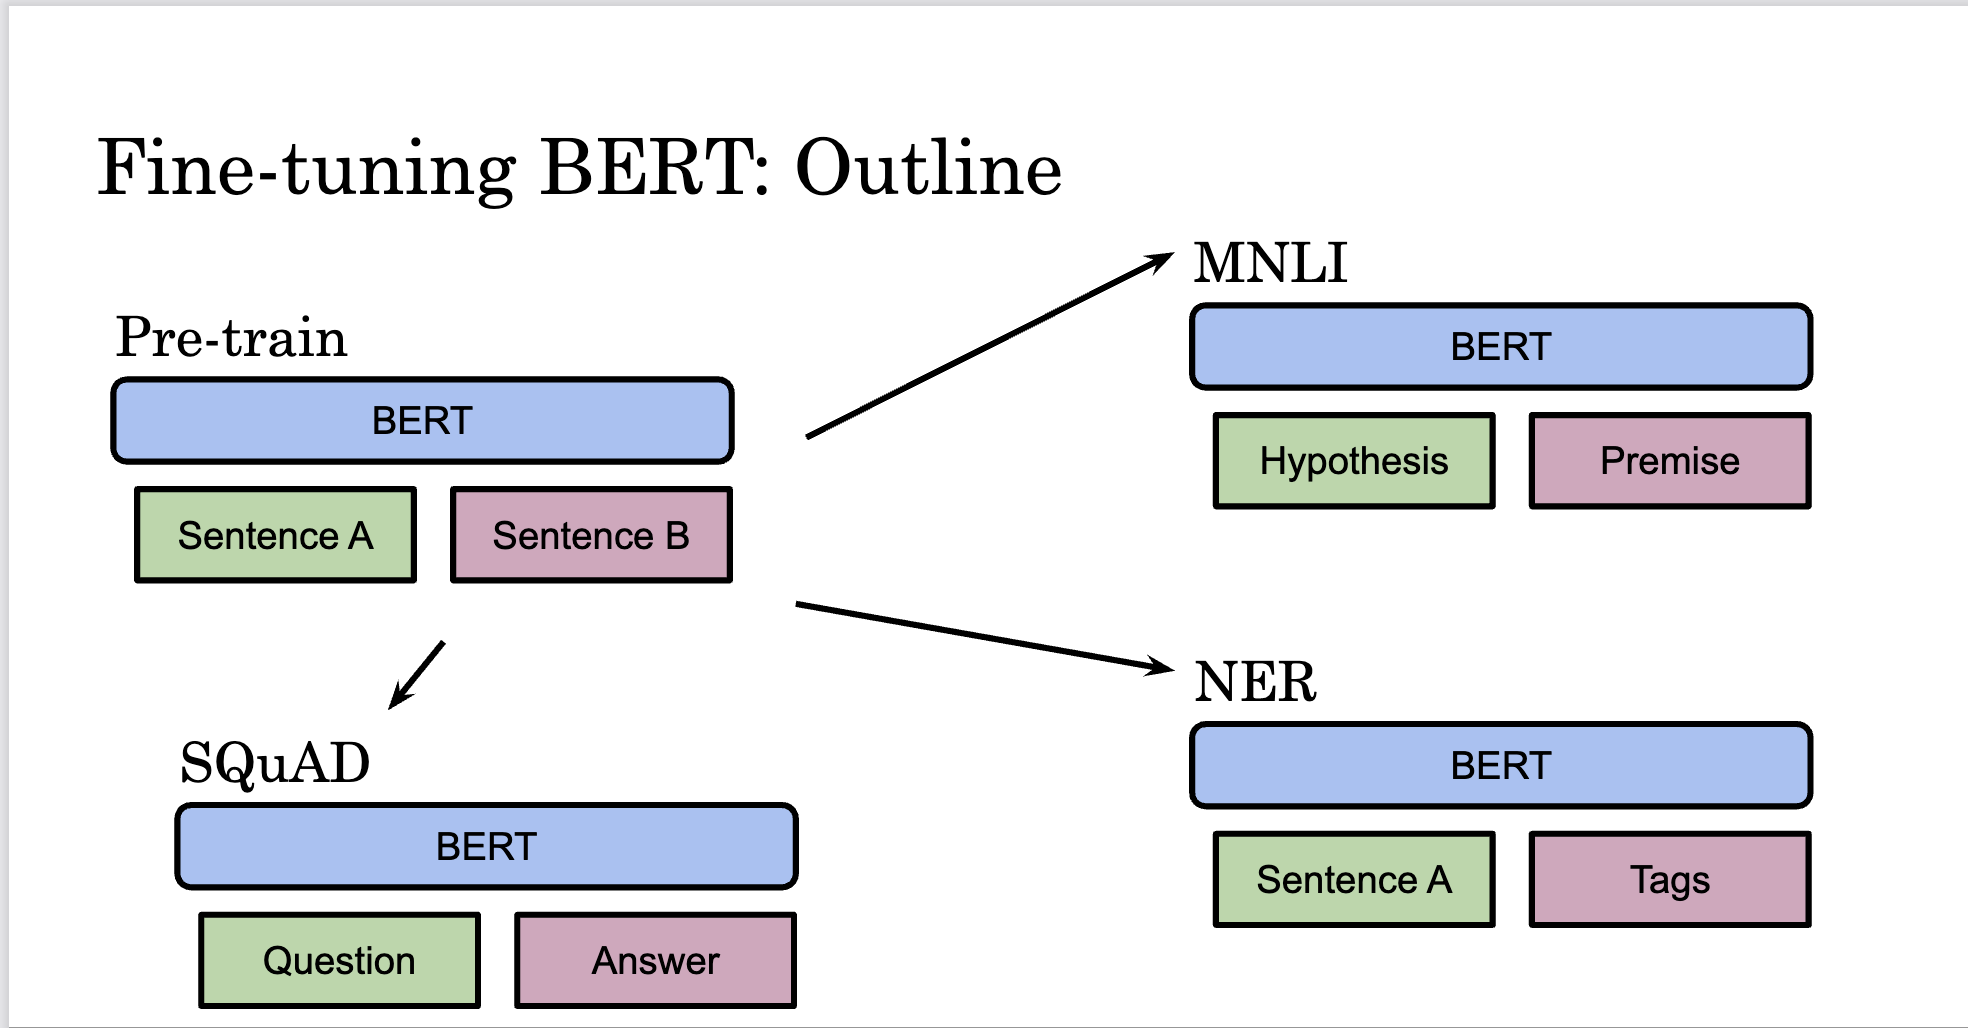 Fine-tuning BERT: Outline
Pre-train
BERT
Sentence A
Sentence B
MNLI
BERT
Hypothesis
Premise
SQuAD
BERT
Question
Answer
NER
BERT
Sentence A
Tags